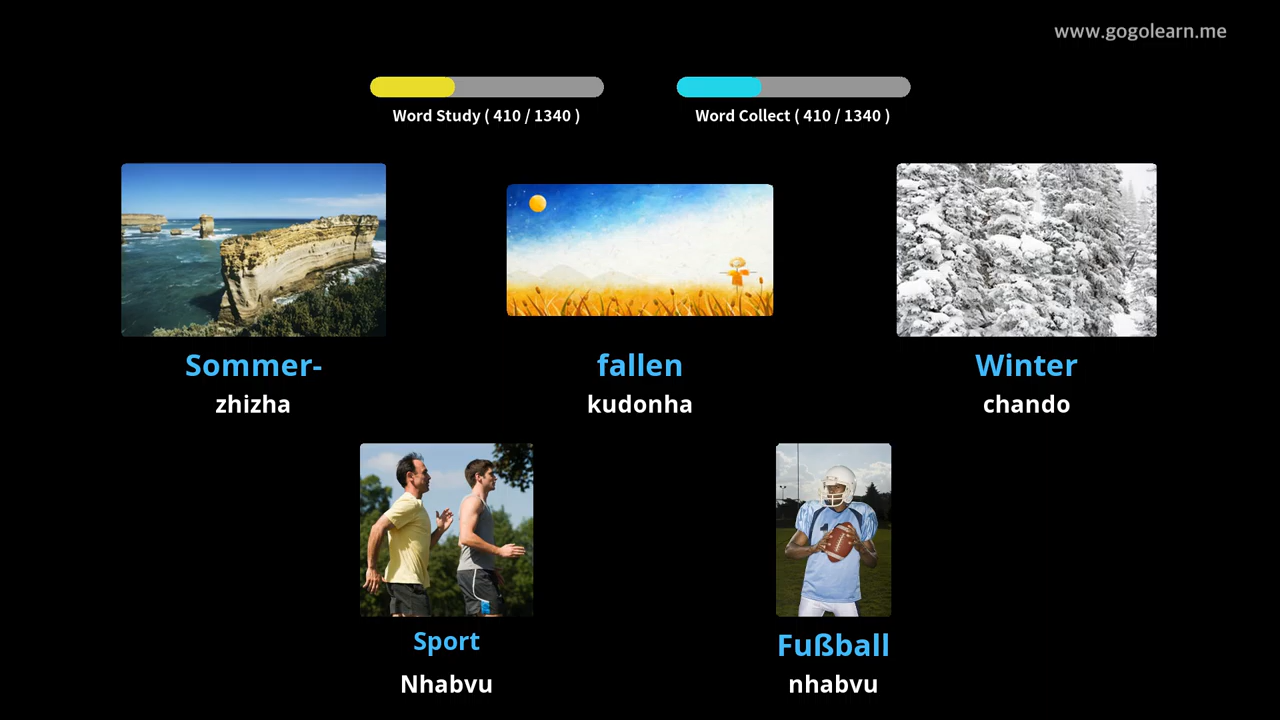 www.gogolearn.me
Word Study ( 410 / 1340 )
Word Collect ( 410 / 1340 )
Sommer-
zhizha
fallen
kudonha
Winter
chando
Sport
Nhabvu
Fußball
nhabvu